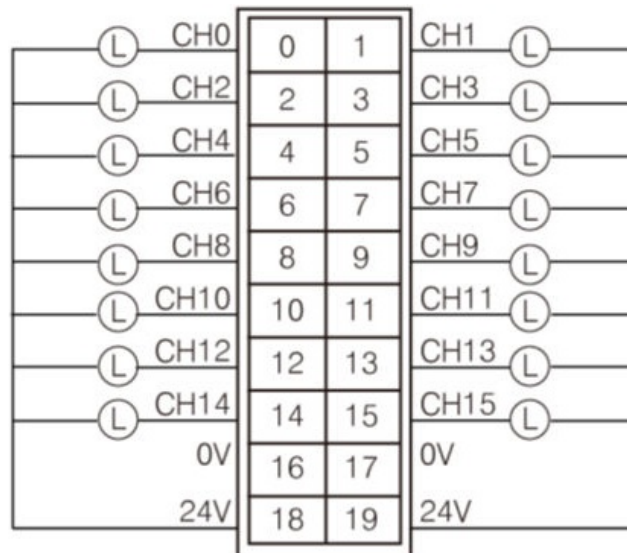 L CH0 0 1 CH1 L
L CH2 2 3 CH3 L
L CH4 4 5 CH5 L
L CH6 6 7 CH7 L
L CH8 8 9 CH9 L
L CH10 10 11 CH11 L
L CH12 12 13 CH13 L
L CH14 14 15 CH15 L
0V 16 17 0V
24V 18 19 24V